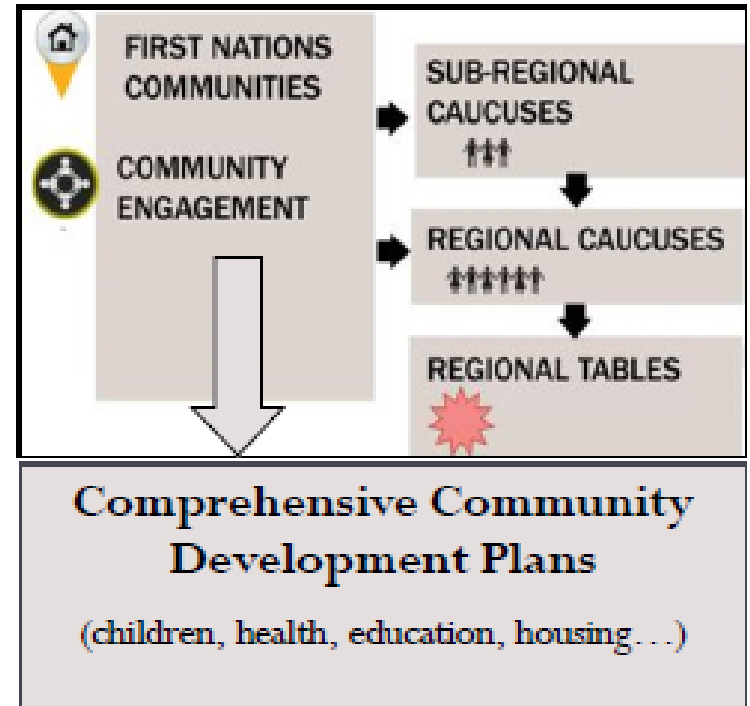 FIRST NATIONS
COMMUNITIES
COMMUNITY
ENGAGEMENT
SUB-REGIONAL
CAUCUSES
REGIONAL CAUCUSES
REGIONAL TABLES
Comprehensive Community
Development Plans
(children, health, education, housing…)